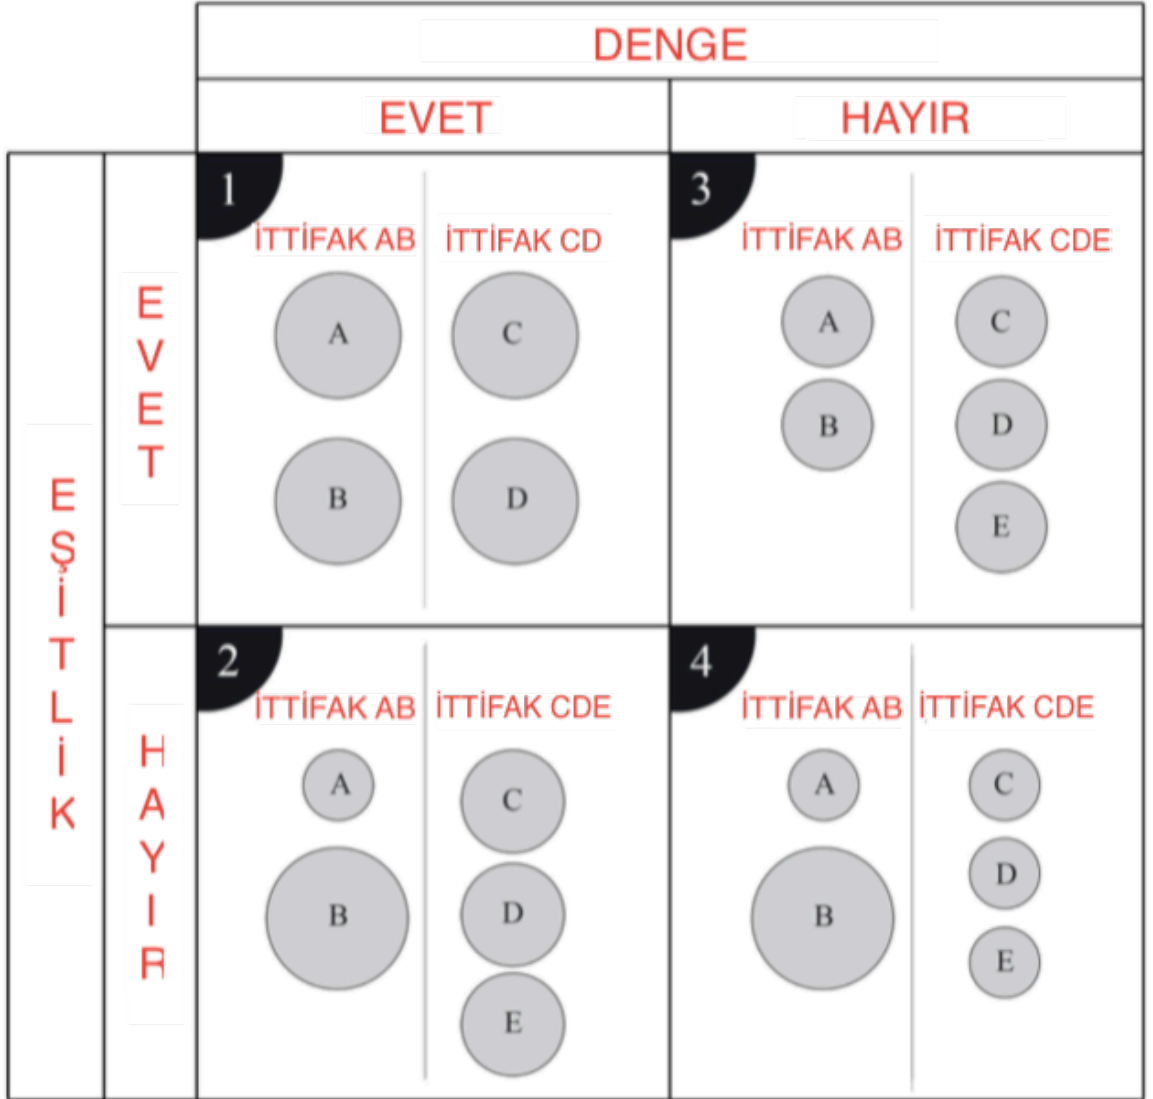 DENGE
EVET
HAYIR
EŞİTLİK
EVET
1
İTTİFAK AB
İTTİFAK CD
A
C
B
D
3
İTTİFAK AB
İTTİFAK CDE
A
C
B
D
E
HAYIR
2
İTTİFAK AB
İTTİFAK CDE
A
C
B
D
E
4
İTTİFAK AB
İTTİFAK CDE
A
C
D
B
E